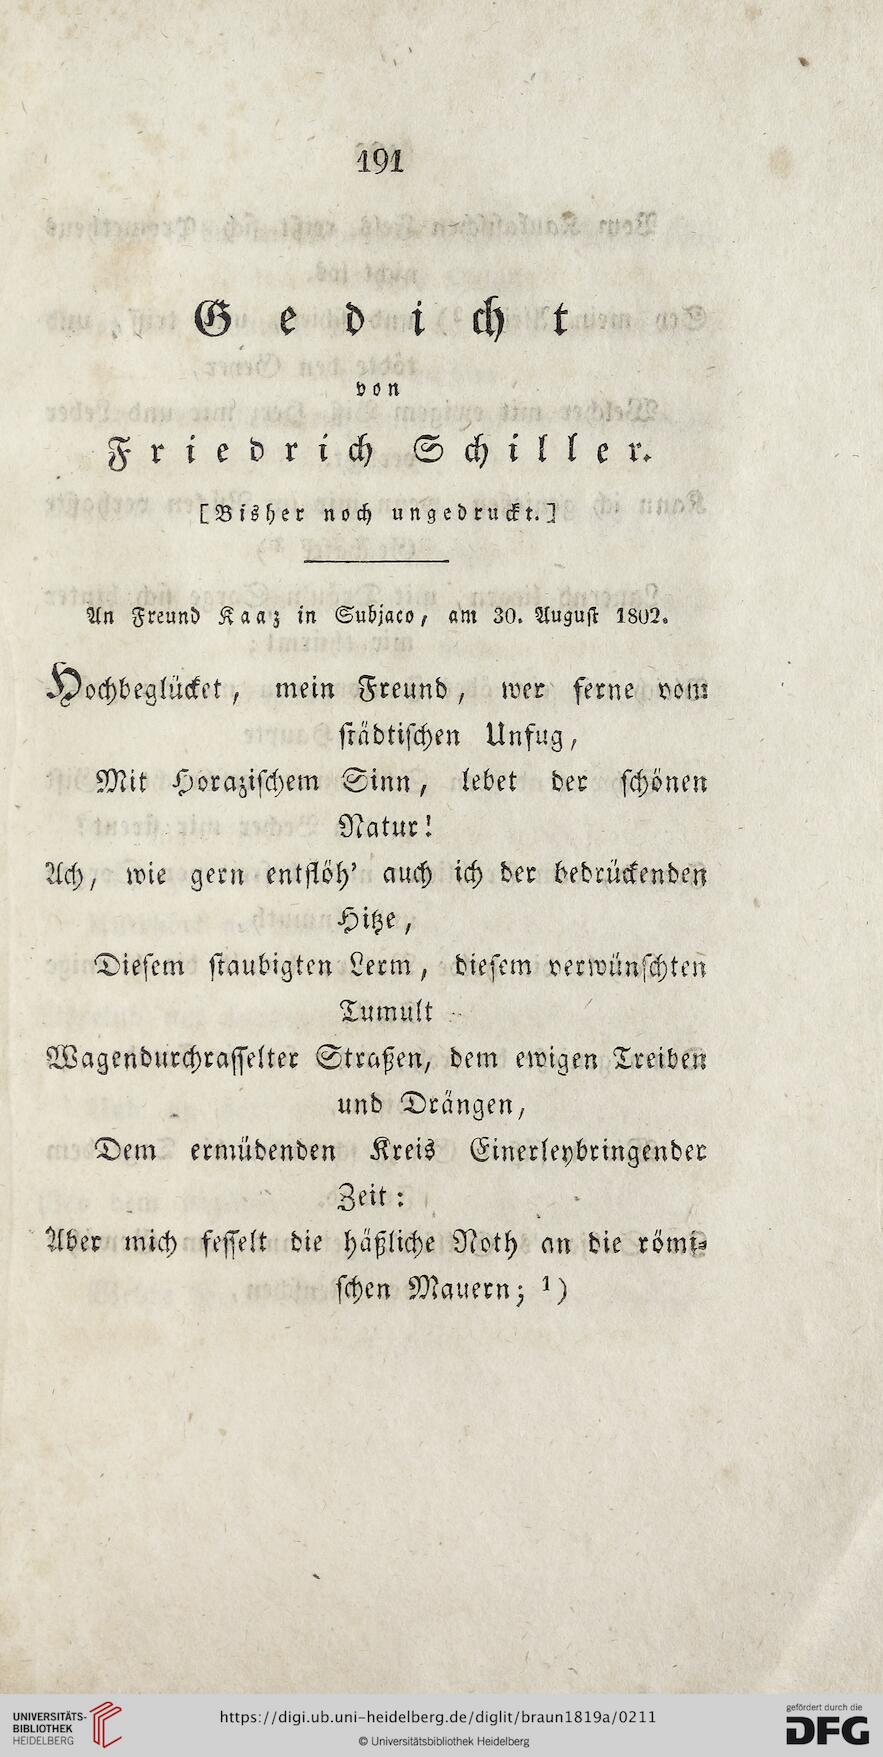 191
Gedicht
von
Friedrich Schiller.
[Bisher noch ungedruckt.]
An Freund Kaaz in Subjaco, am 30. August 1802.
Hochbeglücket, mein Freund, wer ferne vom
städtischen Unfug,
Mit Horazischem Sinn, lebet der schönen
Natur!
Ach, wie gern entflöh' auch ich der bedrückenden
Hitze,
Diesem staubigten Lerm, diesem verwünschten
Tumult
Wagendurchrasselter Straßen, dem ewigen Treiben
und Drängen,
Dem ermüdenden Kreis Einerleybringender
Zeit:
Aber mich fesselt die häßliche Noth an die römi-
schen Mauern; 1)
UNIVERSITÄTS-
BIBLIOTHEK
HEIDELBERG
https://digi.ub.uni-heidelberg.de/diglit/braun1819a/0211
© Universitätsbibliothek Heidelberg
gefördert durch die
DFG